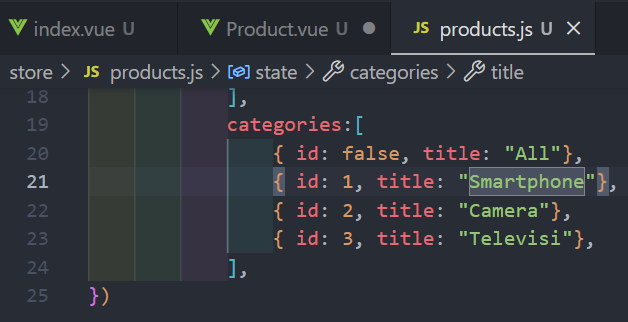 index.vue U Product.vue U JS products.js U
store > JS products.js > state > categories > title
18 ],
19 categories:[
20 { id: false, title: "All"},
21 { id: 1, title: "Smartphone"},
22 { id: 2, title: "Camera"},
23 { id: 3, title: "Televisi"},
24 ],
25 })